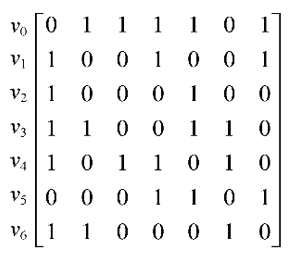 v₀ 0 1 1 1 1 0 1
v₁ 1 0 0 1 0 0 1
v₂ 1 0 0 0 1 0 0
v₃ 1 1 0 0 1 1 0
v₄ 1 0 1 1 0 1 0
v₅ 0 0 0 1 1 0 1
v₆ 1 1 0 0 0 1 0